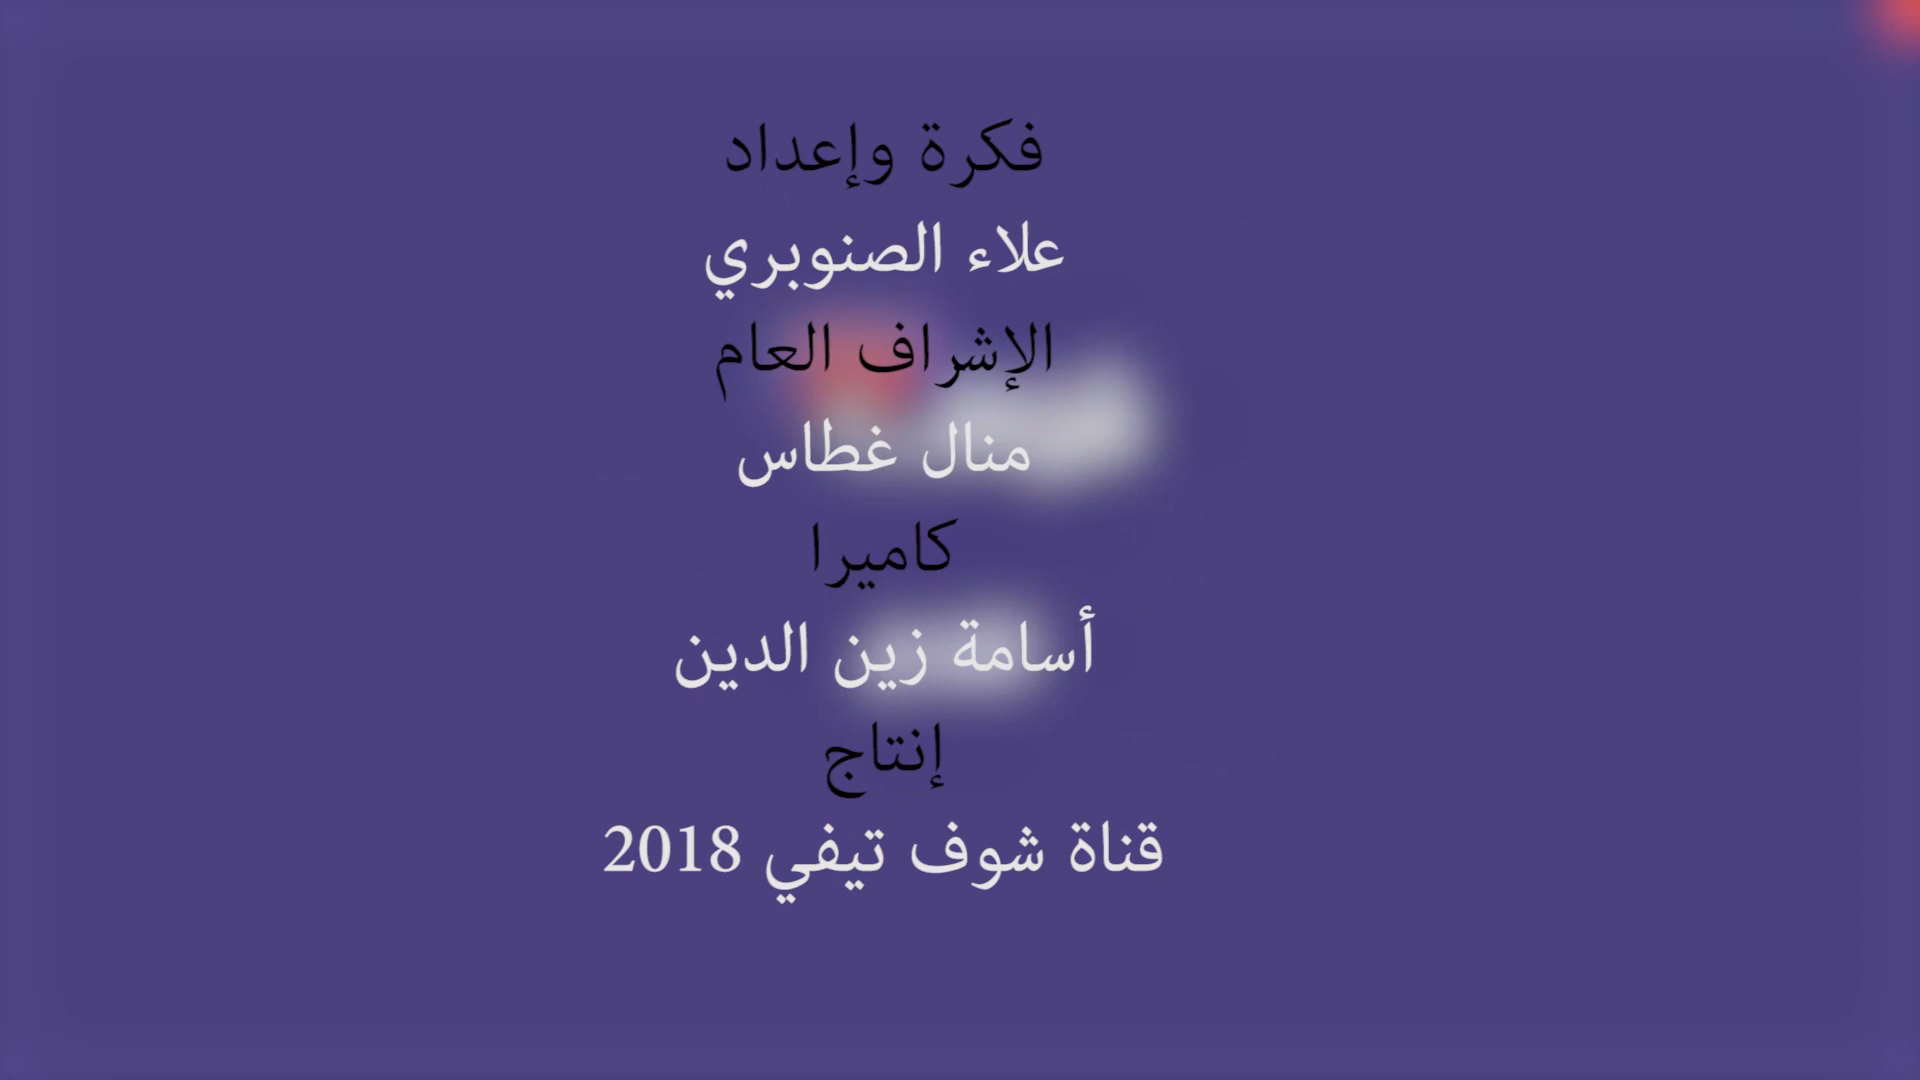 فكرة وإعداد
علاء الصنوبري
الإشراف العام
منال غطاس
كاميرا
أسامة زين الدين
إنتاج
قناة شوف تيفي 2018